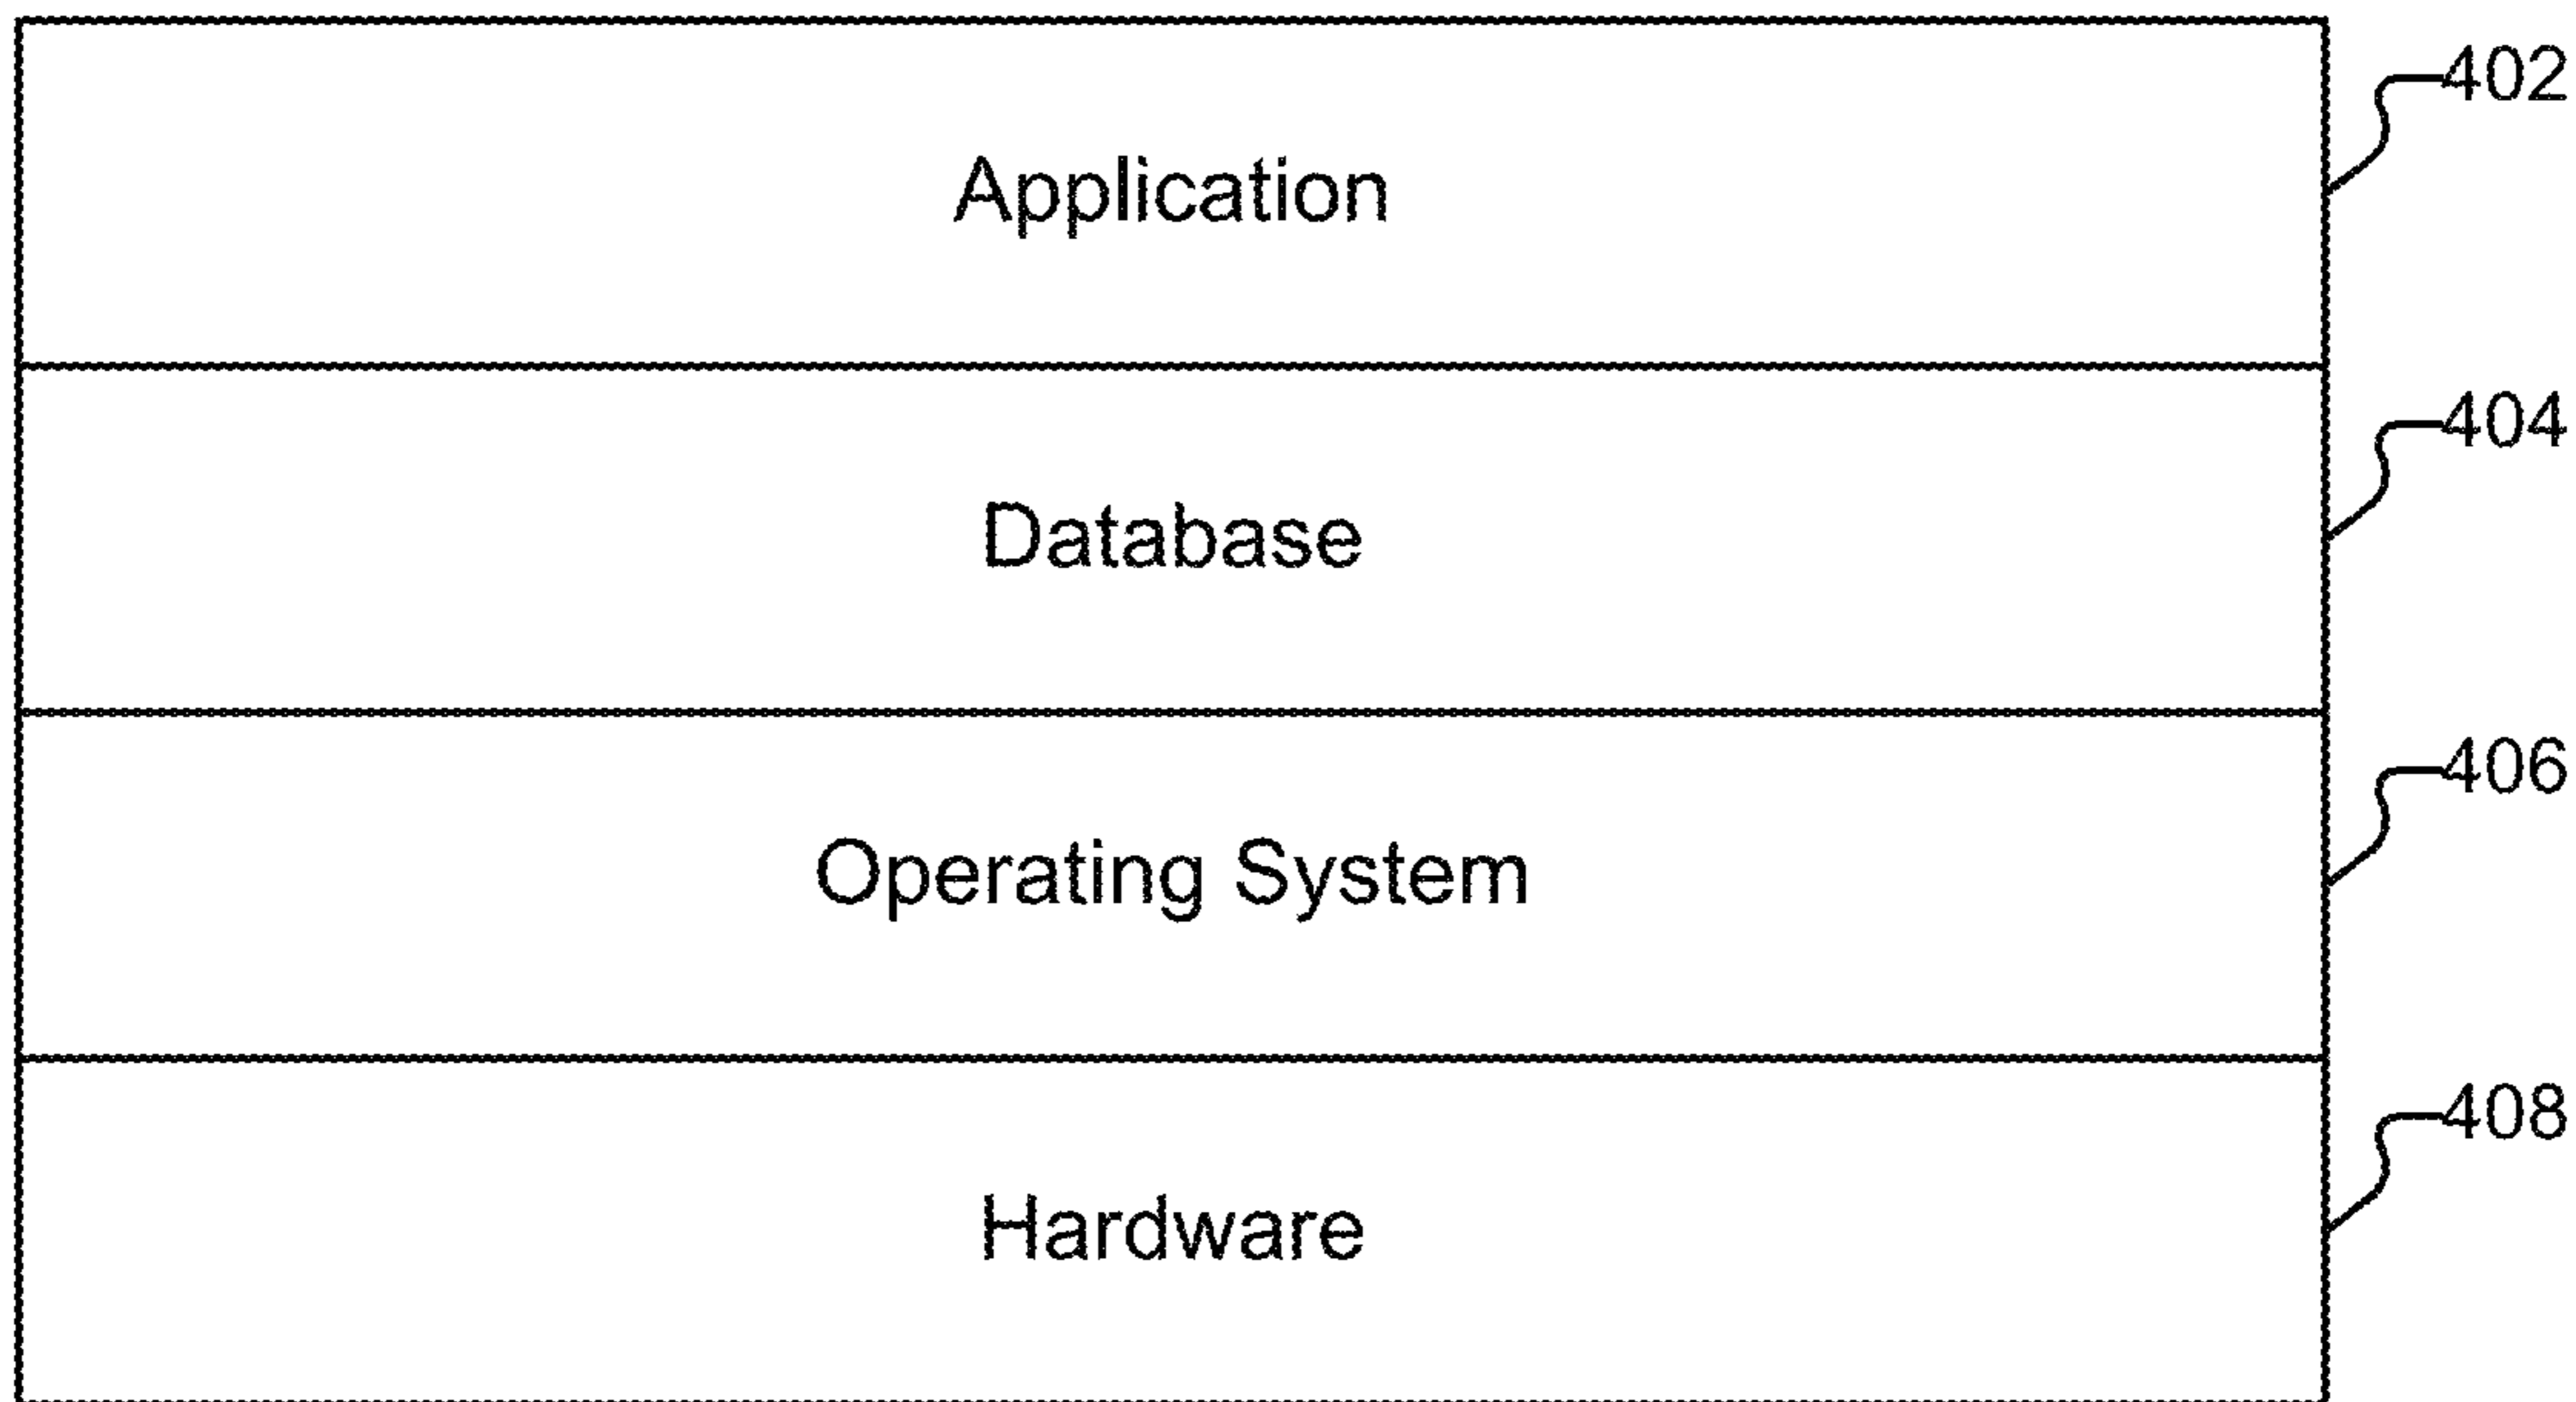 402
Application
404
Database
406
Operating System
408
Hardware